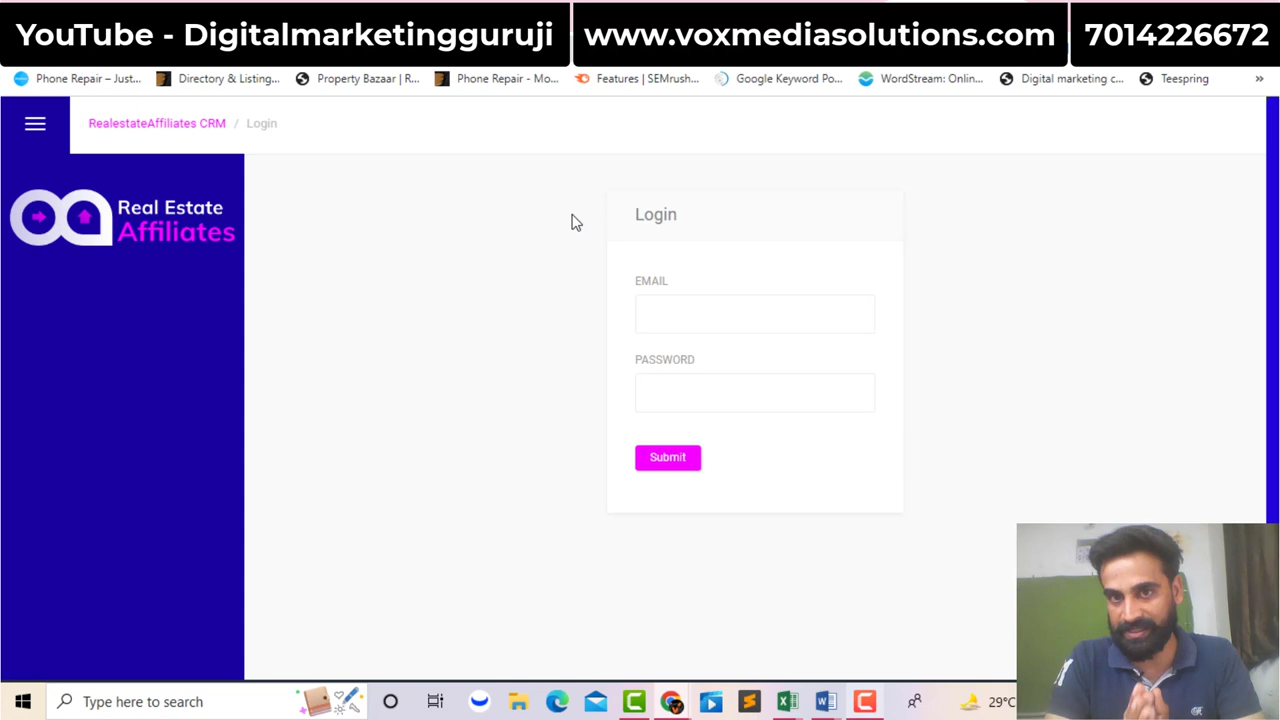 YouTube - Digitalmarketingguruji
www.voxmediasolutions.com
7014226672
Phone Repair – Just...
Directory & Listing...
Property Bazaar | R...
Phone Repair - Mo...
Features | SEMrush...
Google Keyword Po...
WordStream: Onlin...
Digital marketing c...
Teespring
»
RealestateAffiliates CRM / Login
Real Estate
Affiliates
Login
EMAIL
PASSWORD
Submit
Type here to search
29°C